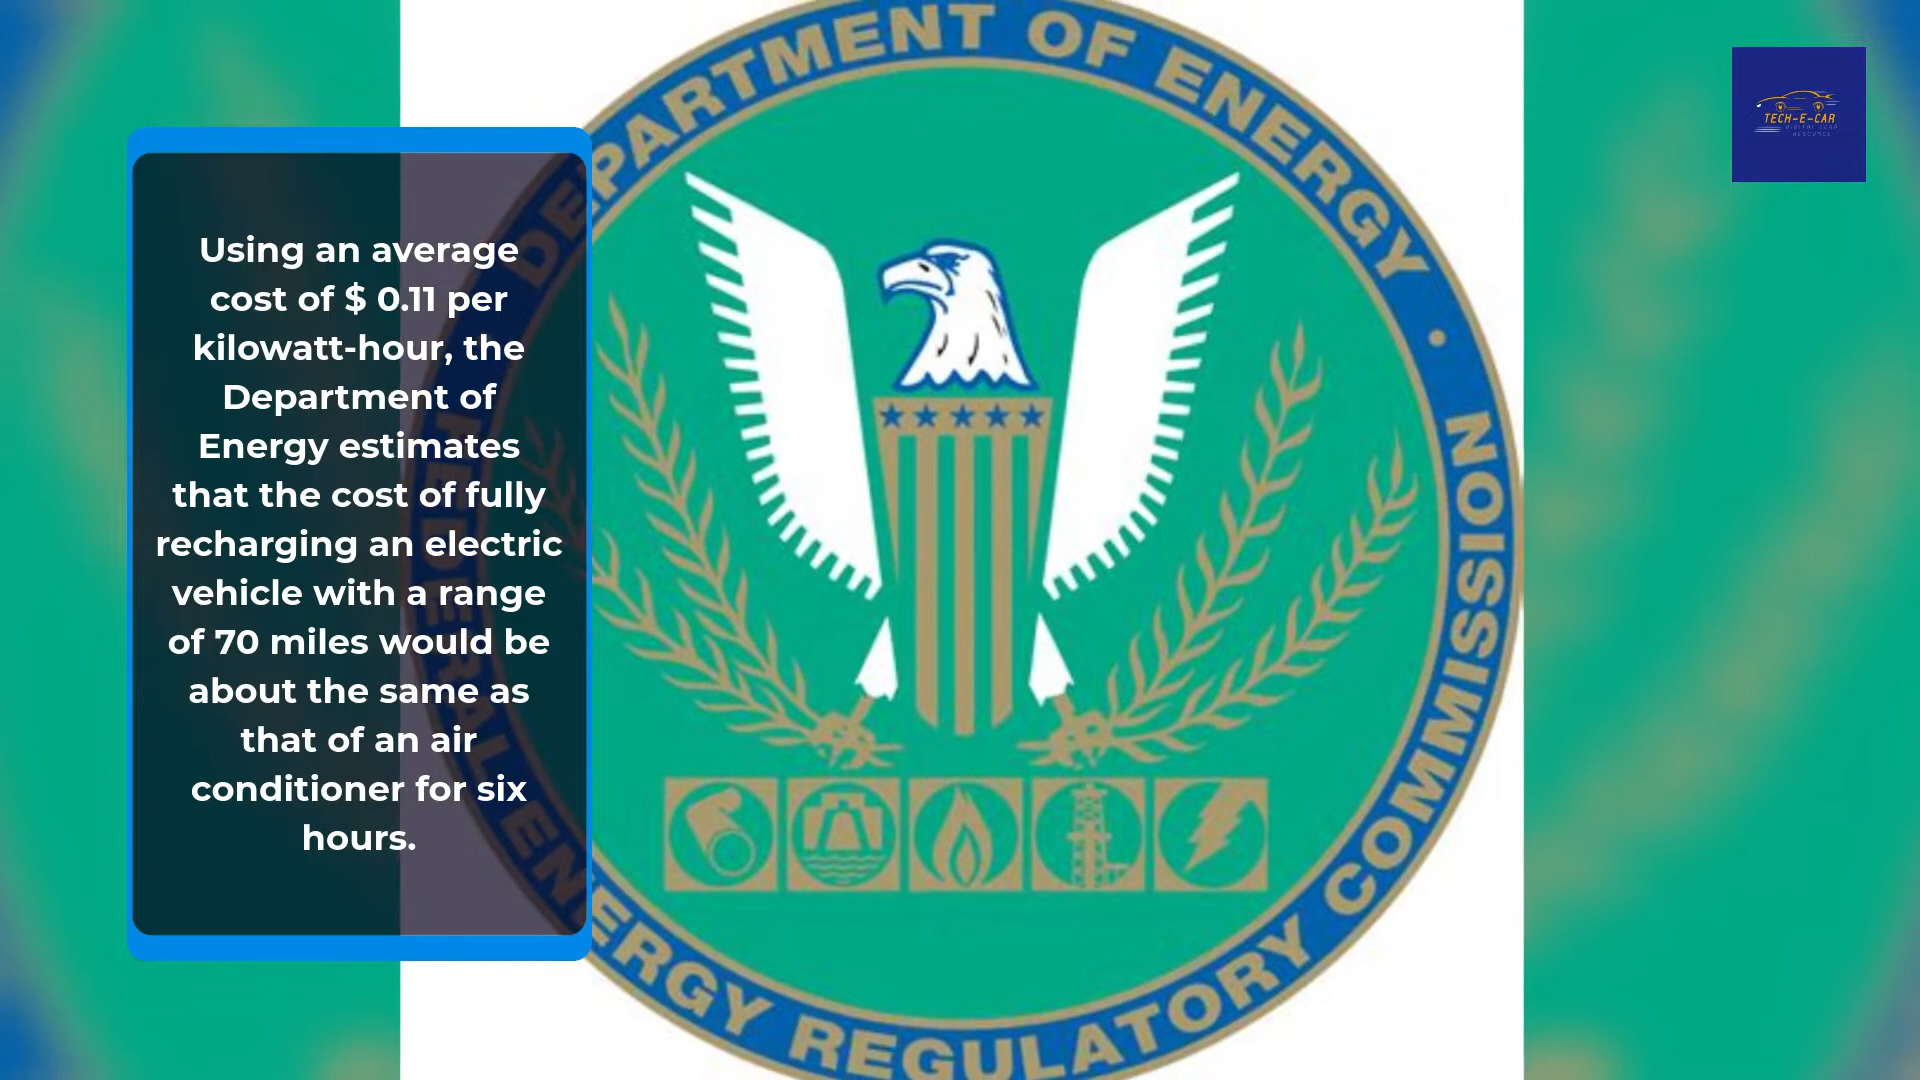 DEPARTMENT OF ENERGY • 
FEDERAL ENERGY REGULATORY COMMISSION
TECH-E-CAR
Using an average
cost of $ 0.11 per
kilowatt-hour, the
Department of
Energy estimates
that the cost of fully
recharging an electric
vehicle with a range
of 70 miles would be
about the same as
that of an air
conditioner for six
hours.